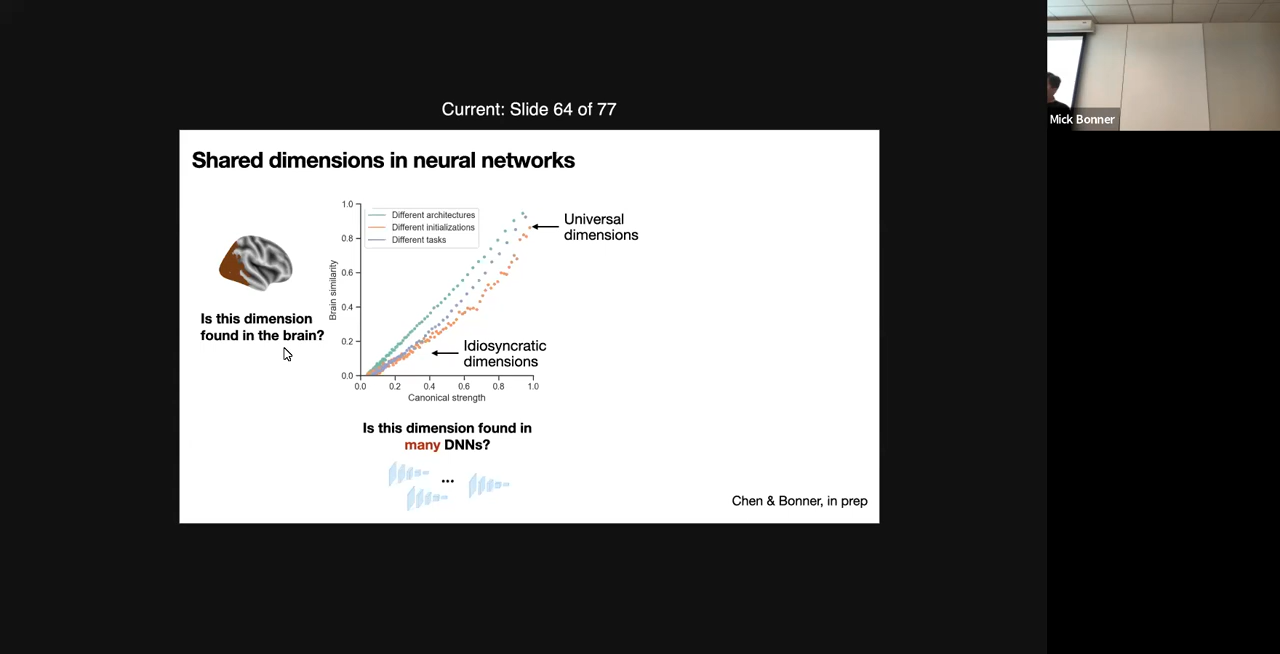 Current: Slide 64 of 77
Mick Bonner
Shared dimensions in neural networks
Is this dimension
found in the brain?
1.0
0.8
0.6
0.4
0.2
0.0
Brain similarity
Different architectures
Different initializations
Different tasks
Universal
dimensions
Idiosyncratic
dimensions
0.0 0.2 0.4 0.6 0.8 1.0
Canonical strength
Is this dimension found in
many DNNs?
...
Chen & Bonner, in prep